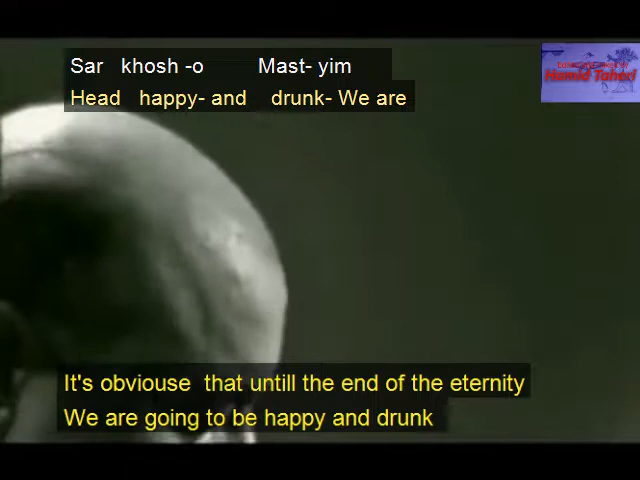 Sar khosh -o Mast- yim
Head happy- and drunk- We are
Hamid Tahori
It's obviouse that untill the end of the eternity
We are going to be happy and drunk